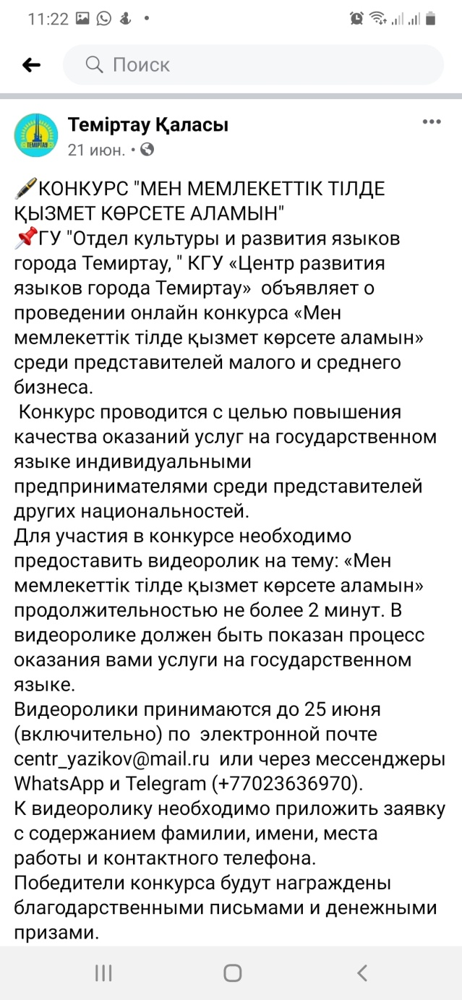 11:22
Поиск
ТЕМІРТАУ
Теміртау Қаласы
21 июн. •
🖋КОНКУРС "МЕН МЕМЛЕКЕТТІК ТІЛДЕ
ҚЫЗМЕТ КӨРСЕТЕ АЛАМЫН"
📌ГУ "Отдел культуры и развития языков
города Темиртау, " КГУ «Центр развития
языков города Темиртау»  объявляет о
проведении онлайн конкурса «Мен
мемлекеттік тілде қызмет көрсете аламын»
среди представителей малого и среднего
бизнеса.
Конкурс проводится с целью повышения
качества оказаний услуг на государственном
языке индивидуальными
предпринимателями среди представителей
других национальностей.
Для участия в конкурсе необходимо
предоставить видеоролик на тему: «Мен
мемлекеттік тілде қызмет көрсете аламын»
продолжительностью не более 2 минут. В
видеоролике должен быть показан процесс
оказания вами услуги на государственном
языке.
Видеоролики принимаются до 25 июня
(включительно) по  электронной почте
centr_yazikov@mail.ru  или через мессенджеры
WhatsApp и Telegram (+77023636970).
К видеоролику необходимо приложить заявку
с содержанием фамилии, имени, места
работы и контактного телефона.
Победители конкурса будут награждены
благодарственными письмами и денежными
призами.